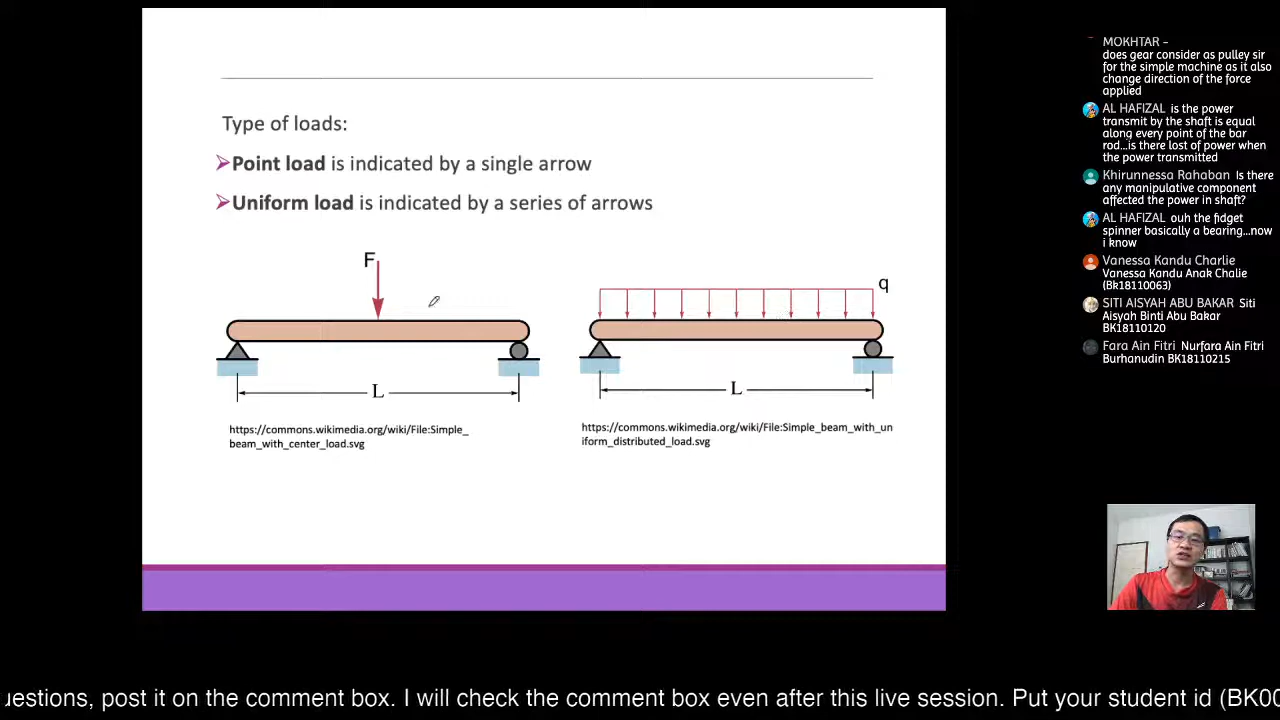 Type of loads:
Point load is indicated by a single arrow
Uniform load is indicated by a series of arrows
F
L
https://commons.wikimedia.org/wiki/File:Simple_
beam_with_center_load.svg
q
L
https://commons.wikimedia.org/wiki/File:Simple_beam_with_un
iform_distributed_load.svg
MOKHTAR -
does gear consider as pulley sir
for the simple machine as it also
change direction of the force
applied
AL HAFIZAL is the power
transmit by the shaft is equal
along every point of the bar
rod...is there lost of power when
the power transmitted
Khirunnessa Rahaban Is there
any manipulative component
affected the power in shaft?
AL HAFIZAL ouh the fidget
spinner basically a bearing...now
i know
Vanessa Kandu Charlie
Vanessa Kandu Anak Chalie
(Bk18110063)
SITI AISYAH ABU BAKAR Siti
Aisyah Binti Abu Bakar
BK18110120
Fara Ain Fitri Nurfara Ain Fitri
Burhanudin BK18110215
uestions, post it on the comment box. I will check the comment box even after this live session. Put your student id (BK00